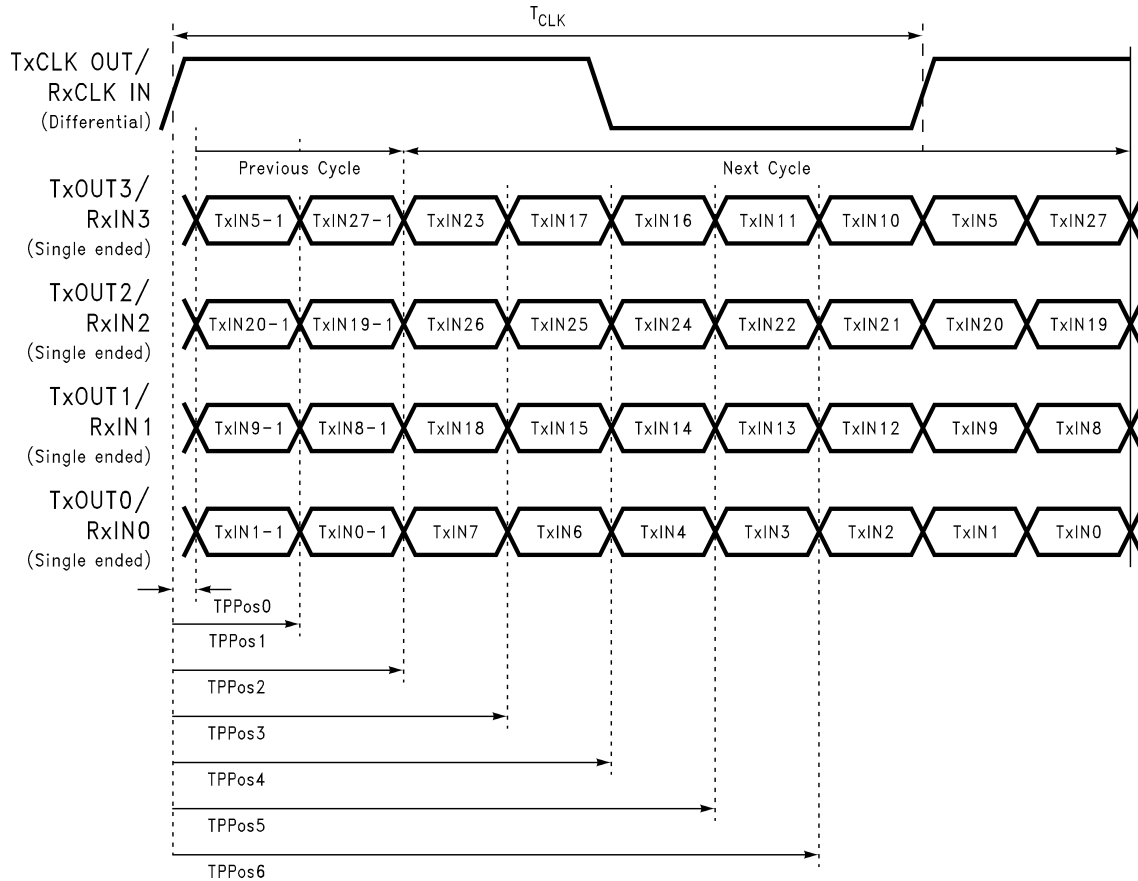 TCLK
TxCLK OUT/
RxCLK IN
(Differential)
Previous Cycle
Next Cycle
TxOUT3/
RxIN3
(Single ended)
TxIN5-1 TxIN27-1 TxIN23 TxIN17 TxIN16 TxIN11 TxIN10 TxIN5 TxIN27
TxOUT2/
RxIN2
(Single ended)
TxIN20-1 TxIN19-1 TxIN26 TxIN25 TxIN24 TxIN22 TxIN21 TxIN20 TxIN19
TxOUT1/
RxIN1
(Single ended)
TxIN9-1 TxIN8-1 TxIN18 TxIN15 TxIN14 TxIN13 TxIN12 TxIN9 TxIN8
TxOUT0/
RxIN0
(Single ended)
TxIN1-1 TxIN0-1 TxIN7 TxIN6 TxIN4 TxIN3 TxIN2 TxIN1 TxIN0
TPPos0
TPPos1
TPPos2
TPPos3
TPPos4
TPPos5
TPPos6